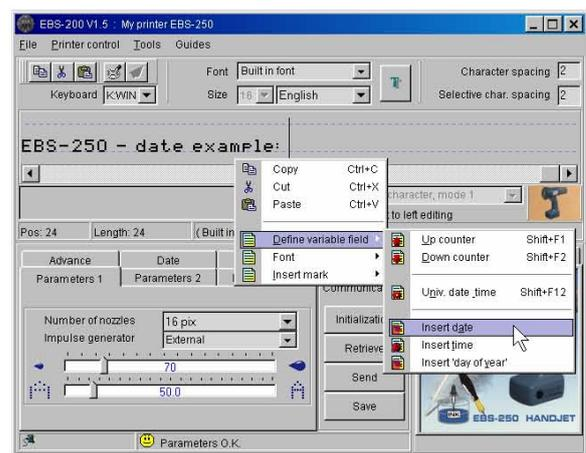 EBS-200 V1.5 : My printer EBS-250
File Printer control Tools Guides
Font Built in font Character spacing 2
Keyboard K:WIN Size 16 English Selective char. spacing 2
EBS-250 - date example:
Copy Ctrl+C
Cut Ctrl+X
Paste Ctrl+V
Define variable field
Font
Insert mark
character, mode 1
to left editing
Pos: 24 Length: 24 ( Built in
Up counter Shift+F1
Down counter Shift+F2
Univ. date_time Shift+F12
Insert date
Insert time
Insert 'day of year'
Advance Date
Parameters 1 Parameters 2
Communica
Number of nozzles 16 pix
Impulse generator External
70
50.0
Initializatio
Retrieve
Send
Save
INK
EBS-250 HANDJET
Parameters O.K.